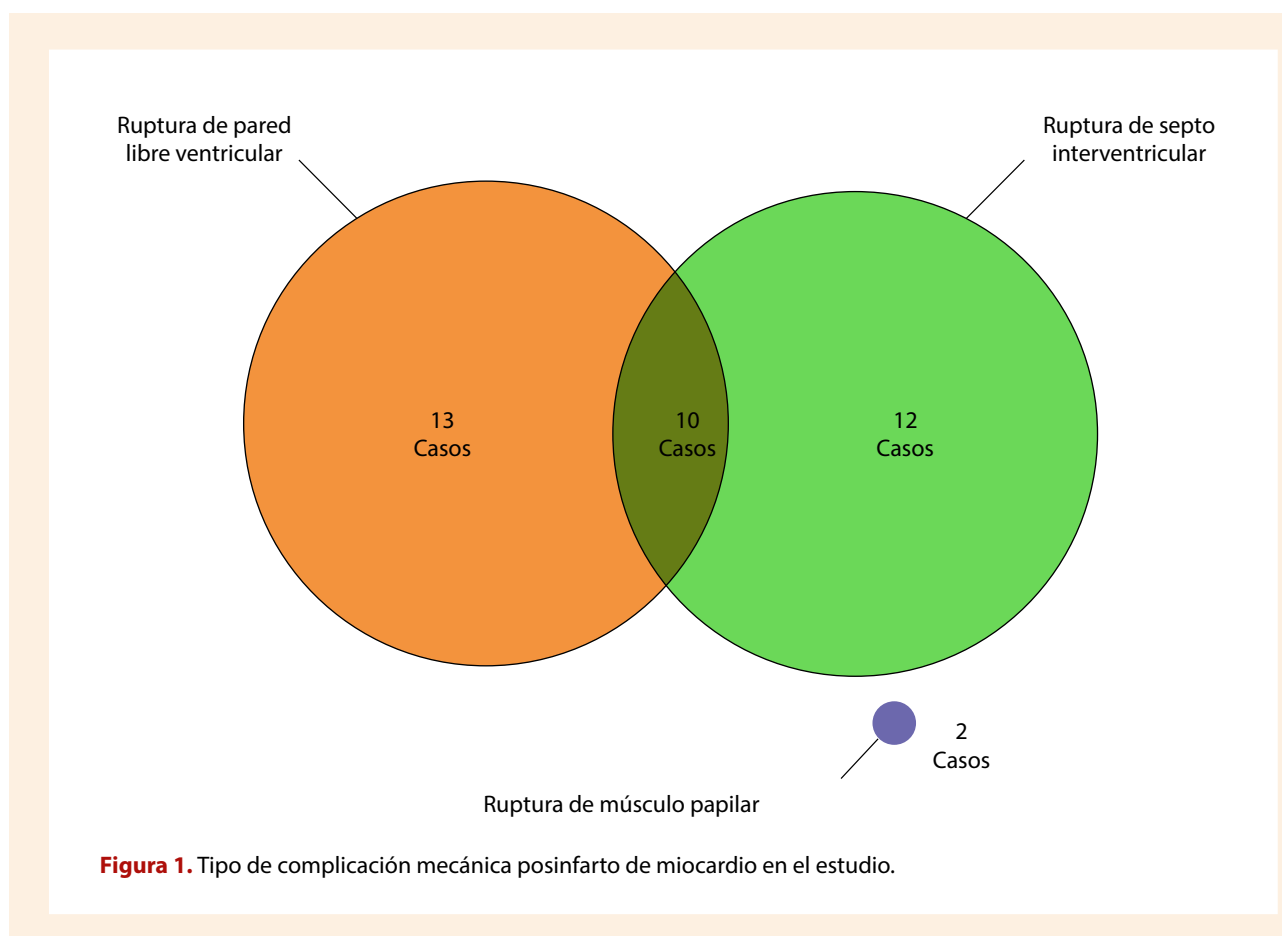 Ruptura de pared
libre ventricular
Ruptura de septo
interventricular
13
Casos
10
Casos
12
Casos
2
Casos
Ruptura de músculo papilar
Figura 1. Tipo de complicación mecánica posinfarto de miocardio en el estudio.